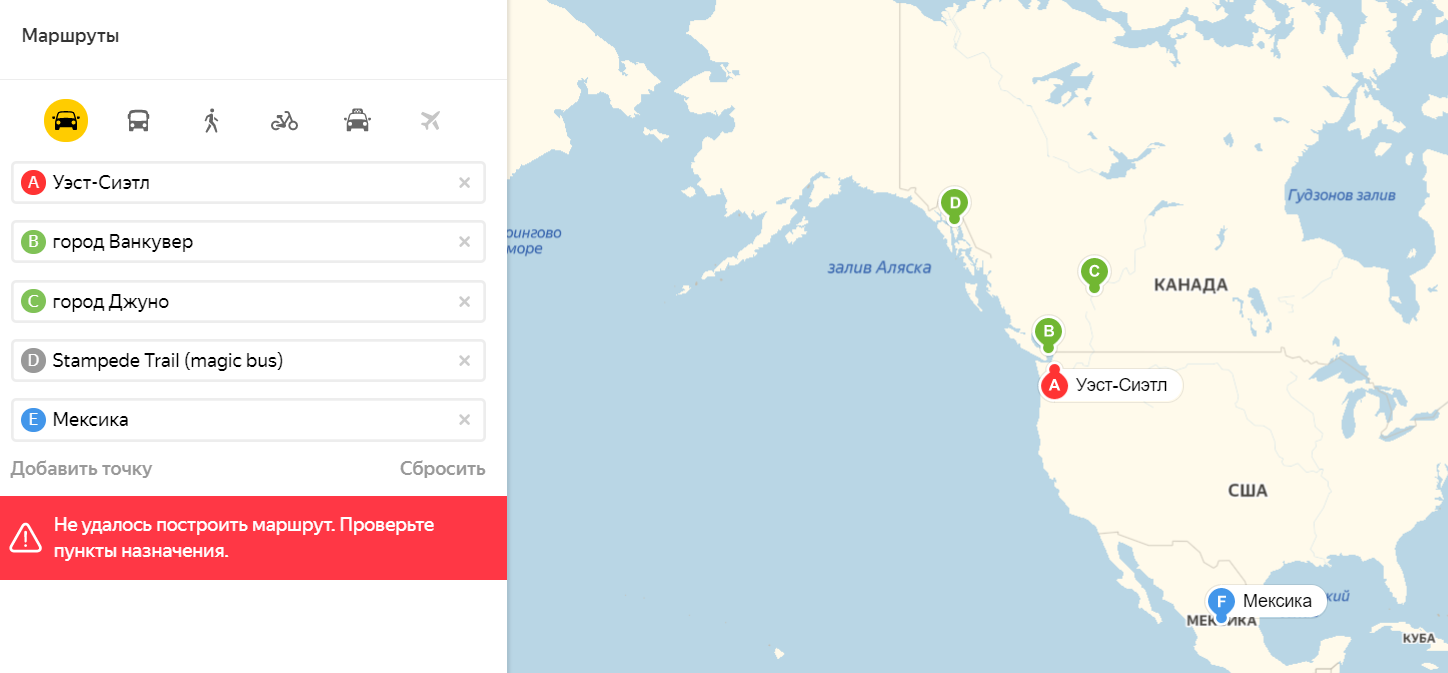 Маршруты
A Уэст-Сиэтл
B город Ванкувер
C город Джуно
D Stampede Trail (magic bus)
E Мексика
Добавить точку Сбросить
Не удалось построить маршрут. Проверьте
пункты назначения.
Гудзонов залив
D
рингово
море
залив Аляска
C
КАНАДА
B
A Уэст-Сиэтл
США
F Мексика
кий
МЕКСИКА
КУБА